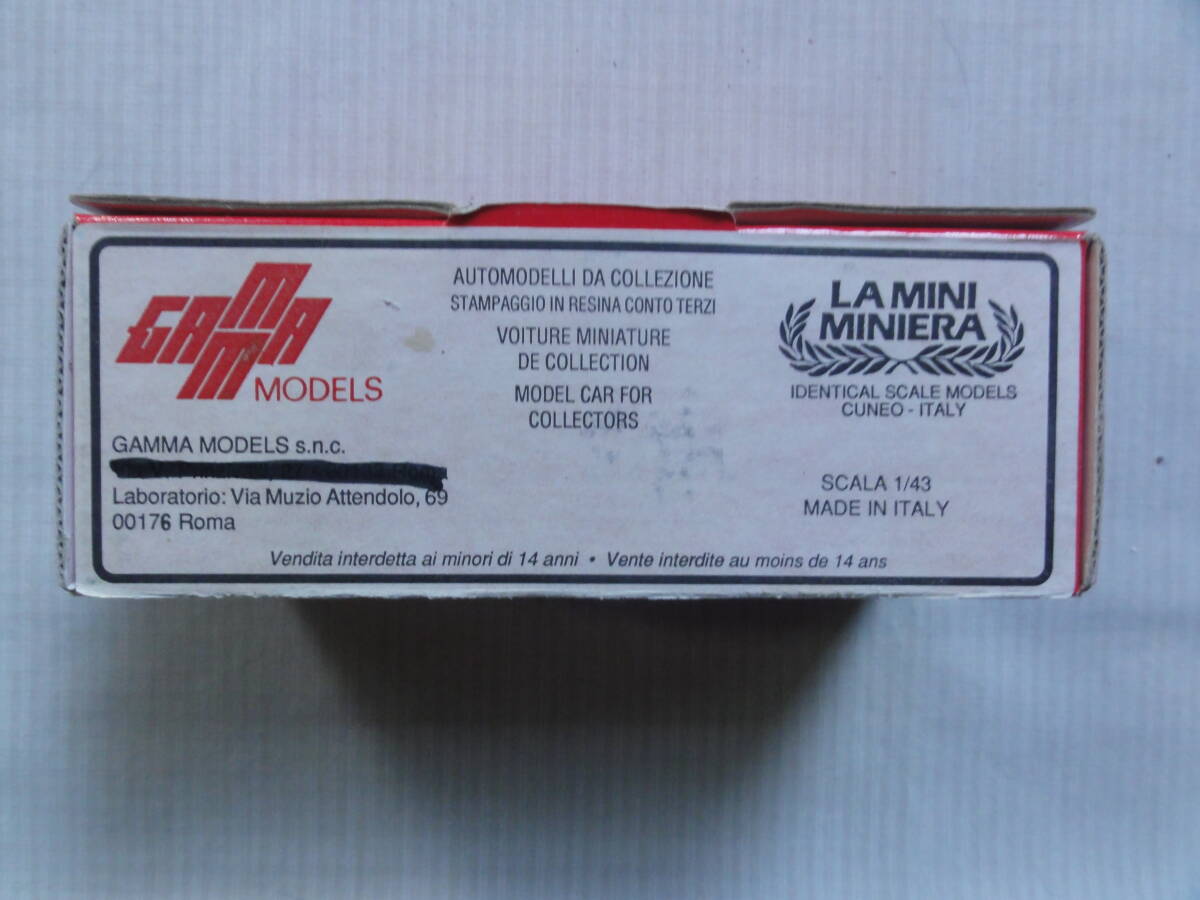 GAMMA
MODELS
GAMMA MODELS s.n.c.
Laboratorio: Via Muzio Attendolo, 69
00176 Roma
AUTOMODELLI DA COLLEZIONE
STAMPAGGIO IN RESINA CONTO TERZI
VOITURE MINIATURE
DE COLLECTION
MODEL CAR FOR
COLLECTORS
LA MINI
MINIERA
IDENTICAL SCALE MODELS
CUNEO - ITALY
SCALA 1/43
MADE IN ITALY
Vendita interdetta ai minori di 14 anni • Vente interdite au moins de 14 ans